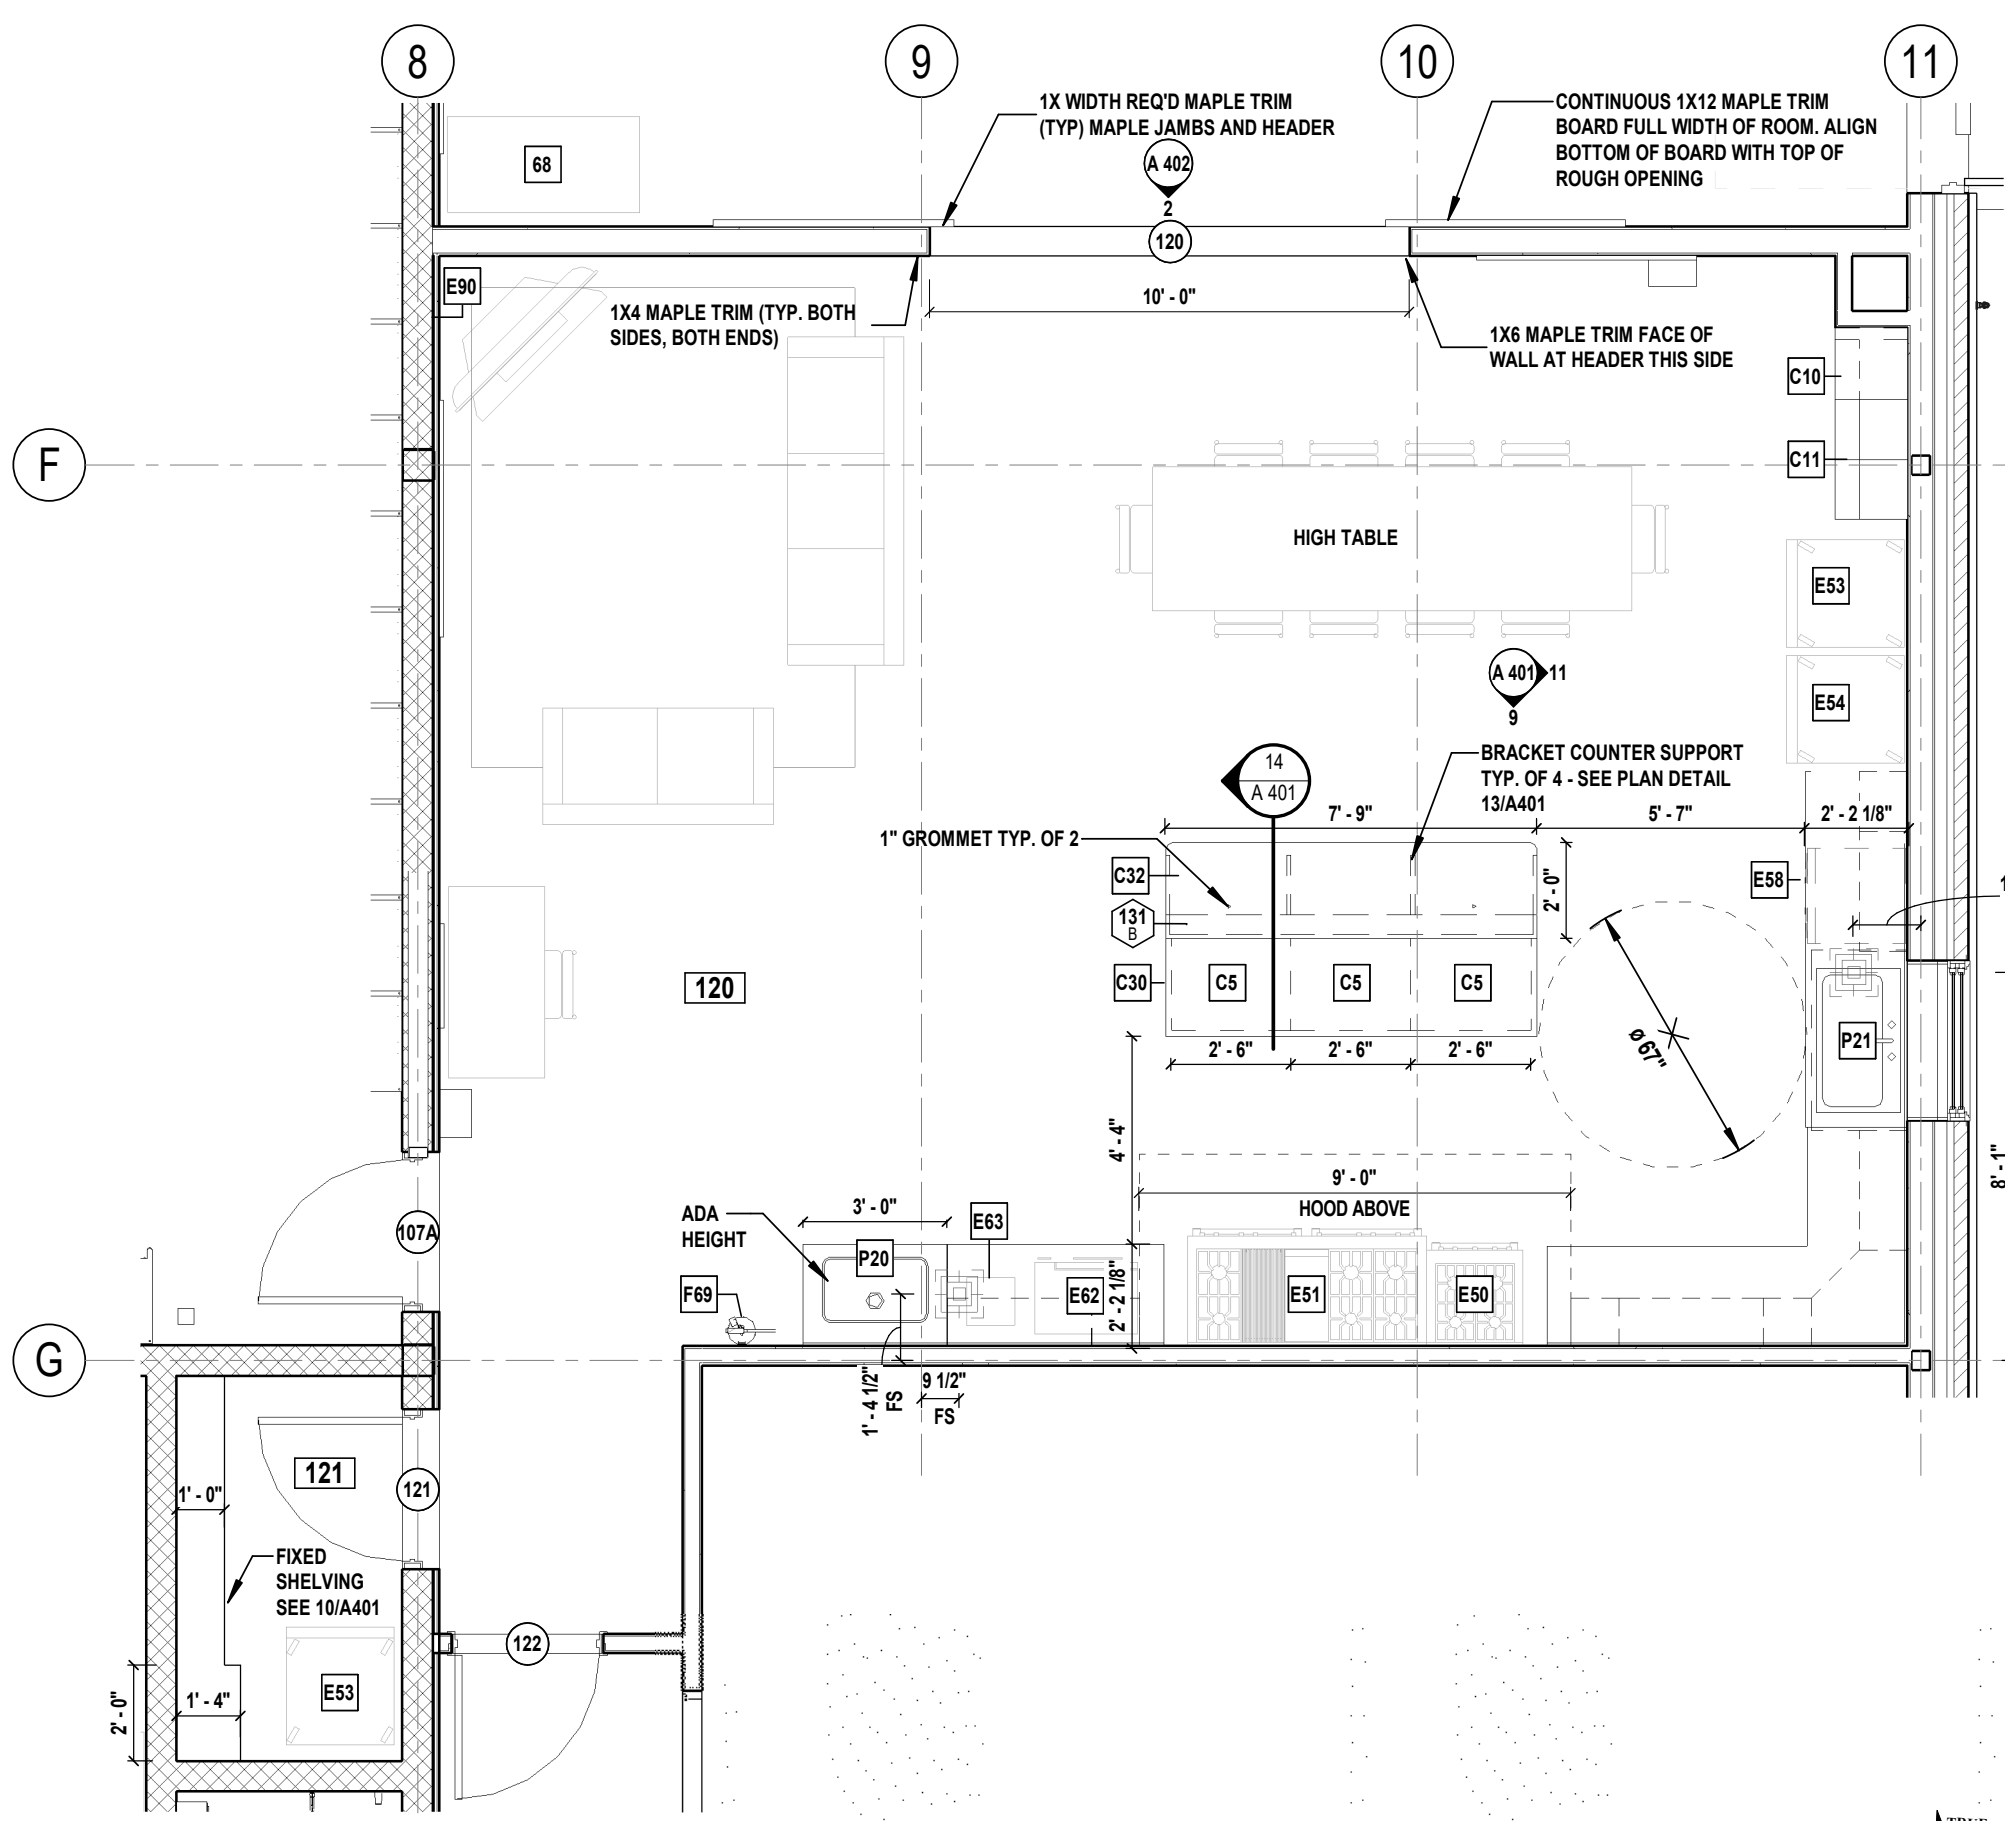 8
9
10
11
1X WIDTH REQ'D MAPLE TRIM
(TYP) MAPLE JAMBS AND HEADER
CONTINUOUS 1X12 MAPLE TRIM
BOARD FULL WIDTH OF ROOM. ALIGN
BOTTOM OF BOARD WITH TOP OF
ROUGH OPENING
68
A 402
2
120
E90
10' - 0"
1X4 MAPLE TRIM (TYP. BOTH
SIDES, BOTH ENDS)
1X6 MAPLE TRIM FACE OF
WALL AT HEADER THIS SIDE
C10
F
C11
HIGH TABLE
E53
A 401
11
9
E54
BRACKET COUNTER SUPPORT
TYP. OF 4 - SEE PLAN DETAIL
13/A401
14
A 401
7' - 9"
5' - 7"
2' - 2 1/8"
1" GROMMET TYP. OF 2
C32
2' - 0"
E58
1
131
B
120
C30
C5
C5
C5
P21
Ø 67"
2' - 6"
2' - 6"
2' - 6"
4' - 4"
8' - 1"
9' - 0"
HOOD ABOVE
3' - 0"
ADA
HEIGHT
E63
107A
P20
F69
E62
2' - 2 1/8"
E51
E50
G
1' - 4 1/2"
FS
9 1/2"
FS
121
121
1' - 0"
FIXED
SHELVING
SEE 10/A401
122
E53
1' - 4"
2' - 0"
TRUE